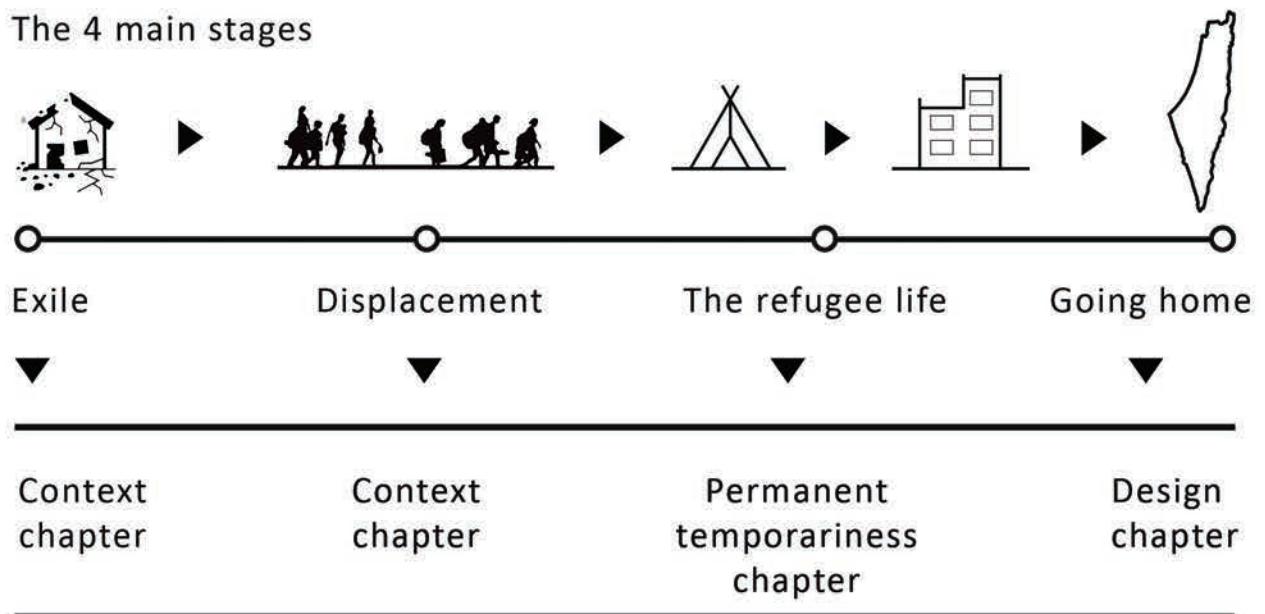 The 4 main stages
Exile
Displacement
The refugee life
Going home
Context
chapter
Context
chapter
Permanent
temporariness
chapter
Design
chapter